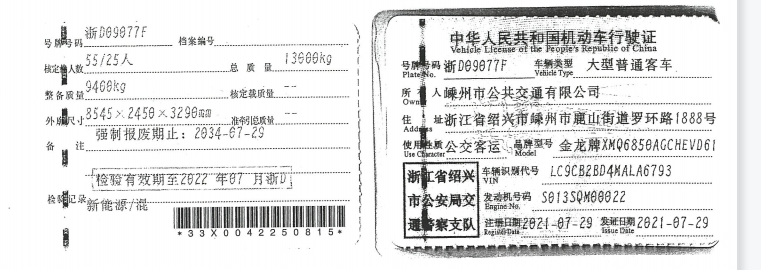 号牌号码 浙D09077F 档案编号
核定载人数 55/25人 总质量 13000kg
整备质量 9400kg 核定载质量 --
外廓尺寸 8545×2450×3290mm 准牵引总质量 --
备注 强制报废期止：2034-07-29
检验有效期至2022年07月浙D
检验记录
新能源/混
*33X0042250815*
中华人民共和国机动车行驶证
Vehicle License of the People's Republic of China
号牌号码 浙D09077F 车辆类型 大型普通客车
Plate No. Vehicle Type
所有人 嵊州市公共交通有限公司
Owner
住址 浙江省绍兴市嵊州市鹿山街道罗环路1888号
Address
使用性质 公交客运 品牌型号 金龙牌XMQ6850AGCHEVD61
Use Character Model
浙江省绍兴市公安局交通警察支队
车辆识别代号 LC9CB2BD4MALA6793
VIN
发动机号码 S013SQM00022
Engine No.
注册日期 2021-07-29 发证日期 2021-07-29
Register Date Issue Date